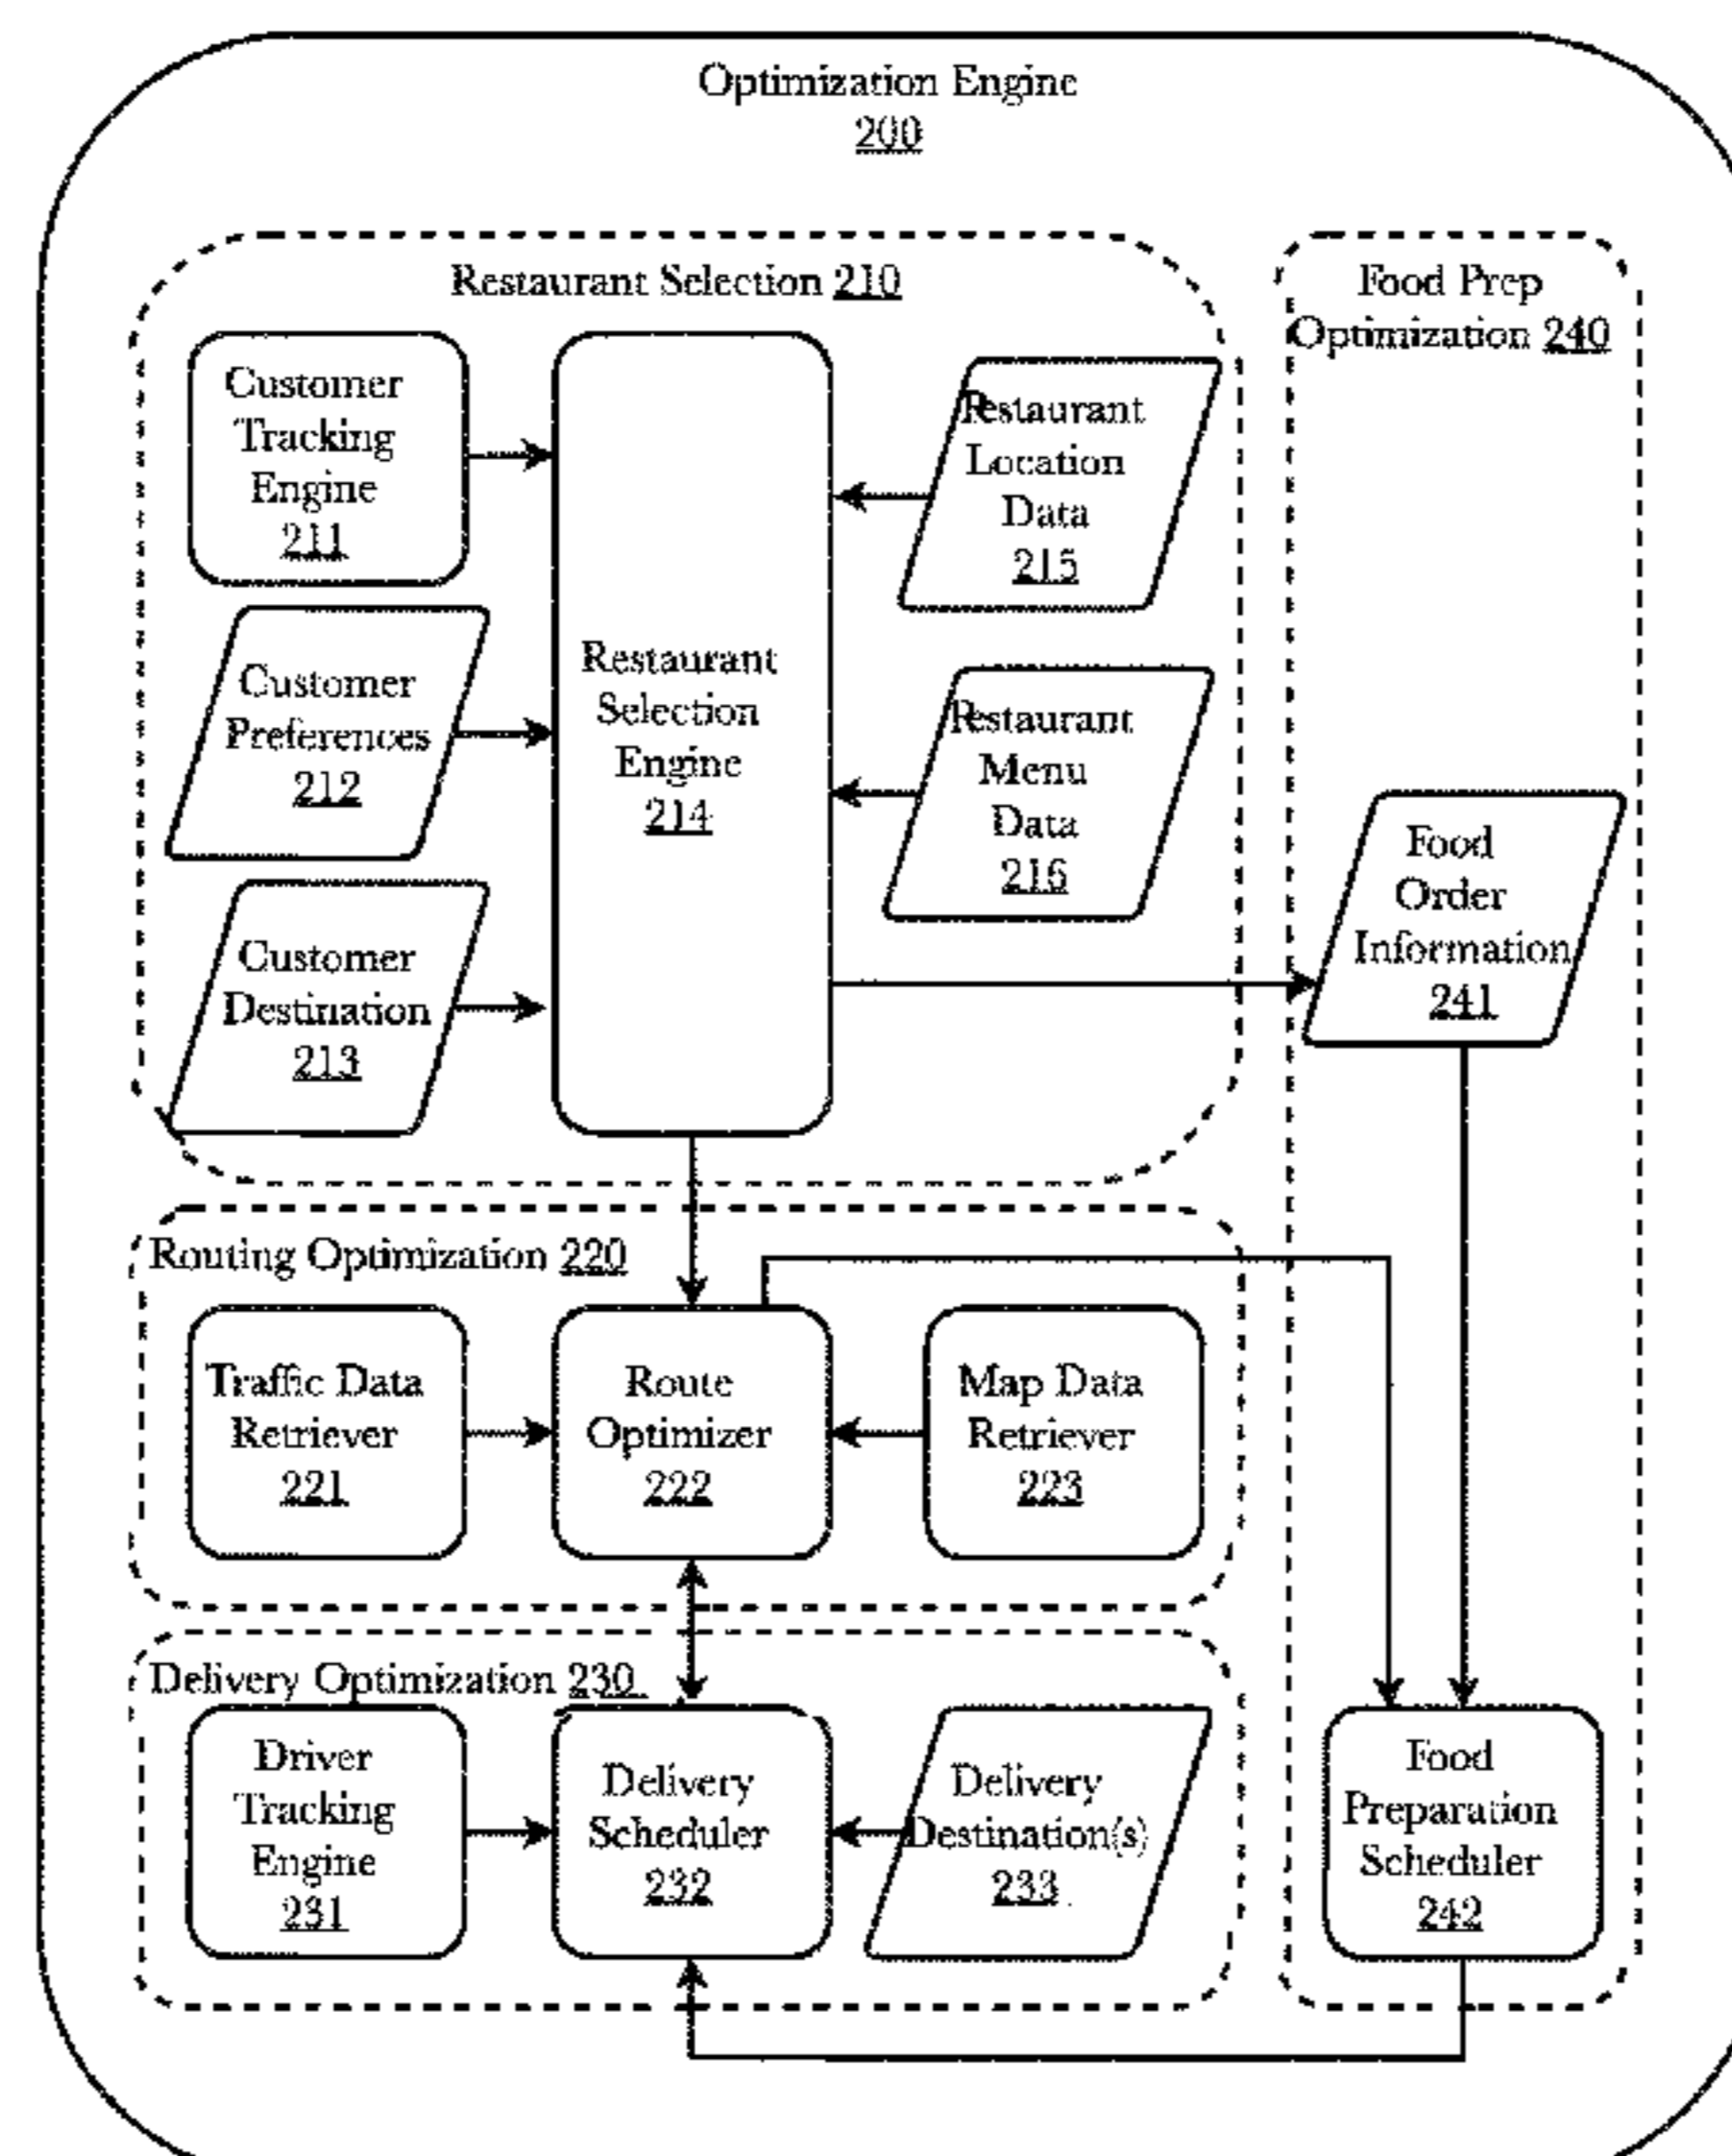 Optimization Engine
200
Restaurant Selection 210
Customer
Tracking
Engine
211
Customer
Preferences
212
Customer
Destination
213
Restaurant
Selection
Engine
214
Restaurant
Location
Data
215
Restaurant
Menu
Data
216
Food Prep
Optimization 240
Food
Order
Information
241
Routing Optimization 220
Traffic Data
Retriever
221
Route
Optimizer
222
Map Data
Retriever
223
Delivery Optimization 230
Driver
Tracking
Engine
231
Delivery
Scheduler
232
Delivery
Destination(s)
233
Food
Preparation
Scheduler
242